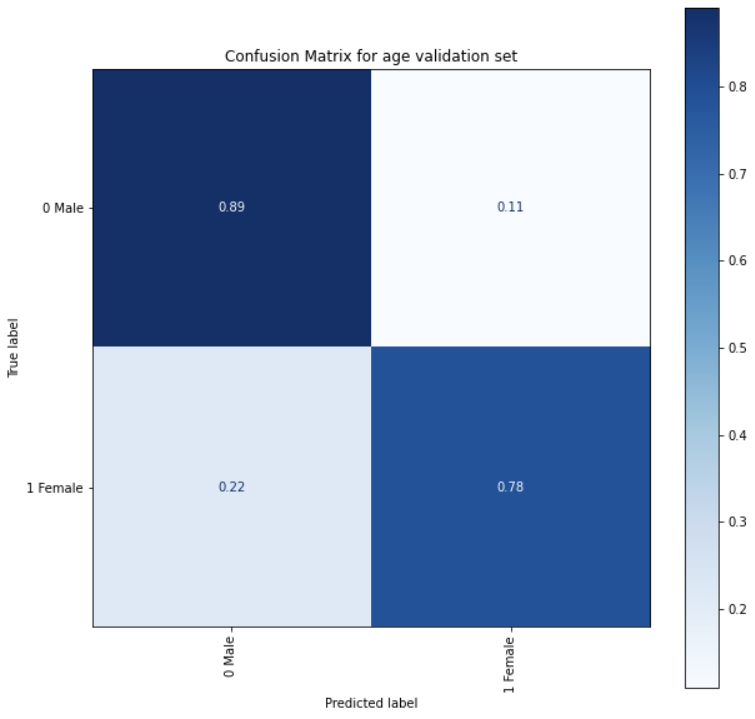 Confusion Matrix for age validation set
0.8
0.7
0.6
0.5
0.4
0.3
0.2
True label
0 Male
0.89
0.11
1 Female
0.22
0.78
0 Male
1 Female
Predicted label